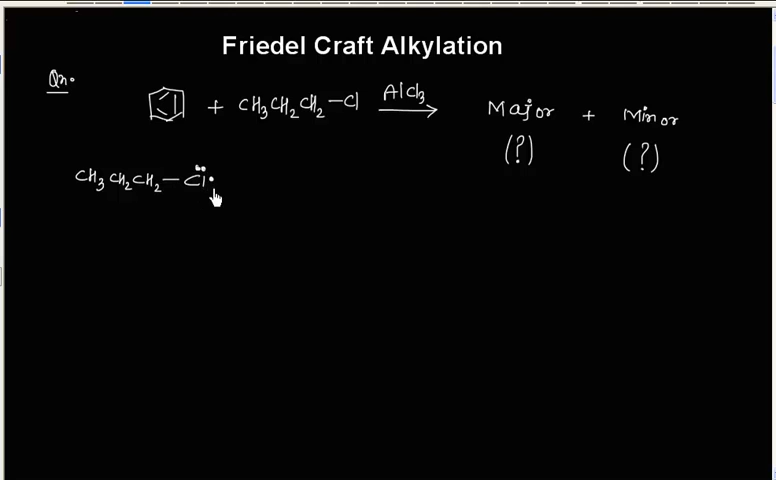 Friedel Craft Alkylation
Qn.
+ CH3CH2CH2-Cl AlCl3 → Major + Minor
(?) (?)
CH3CH2CH2-Cl